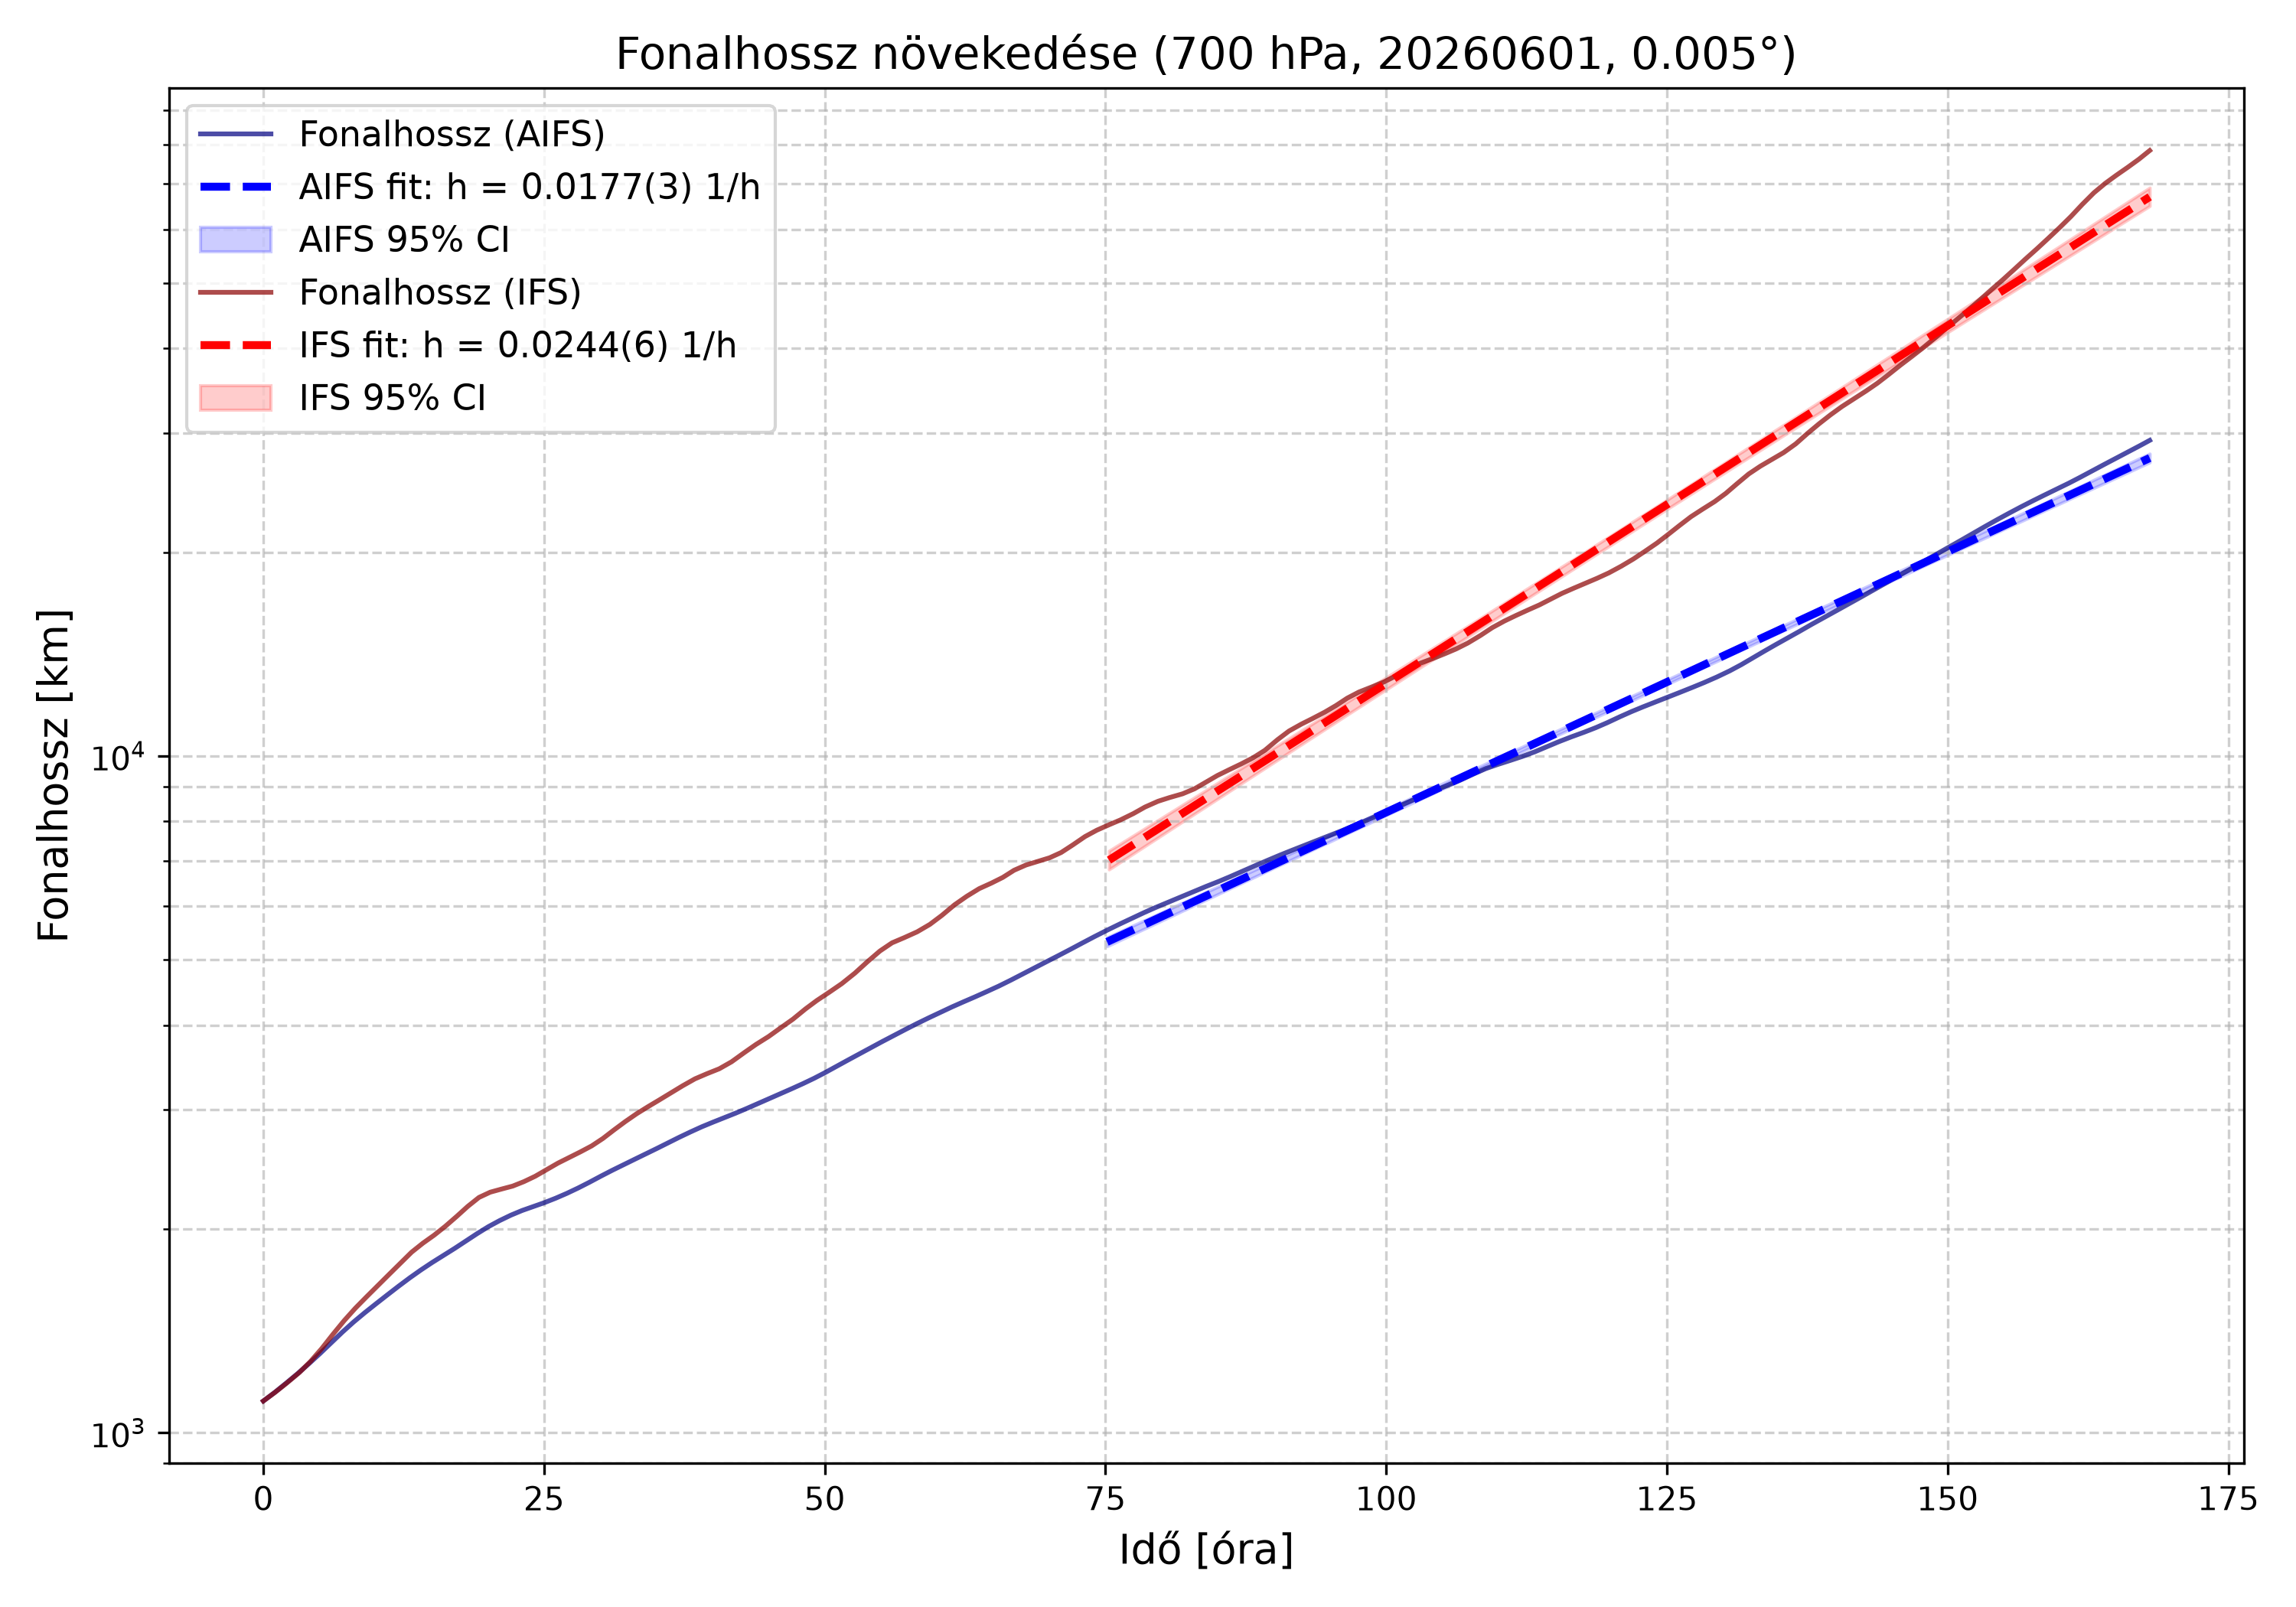 Fonalhossz növekedése (700 hPa, 20260601, 0.005°)
Fonalhossz (AIFS)
AIFS fit: h = 0.0177(3) 1/h
AIFS 95% CI
Fonalhossz (IFS)
IFS fit: h = 0.0244(6) 1/h
IFS 95% CI
Fonalhossz [km]
10⁴
10³
0 25 50 75 100 125 150 175
Idő [óra]